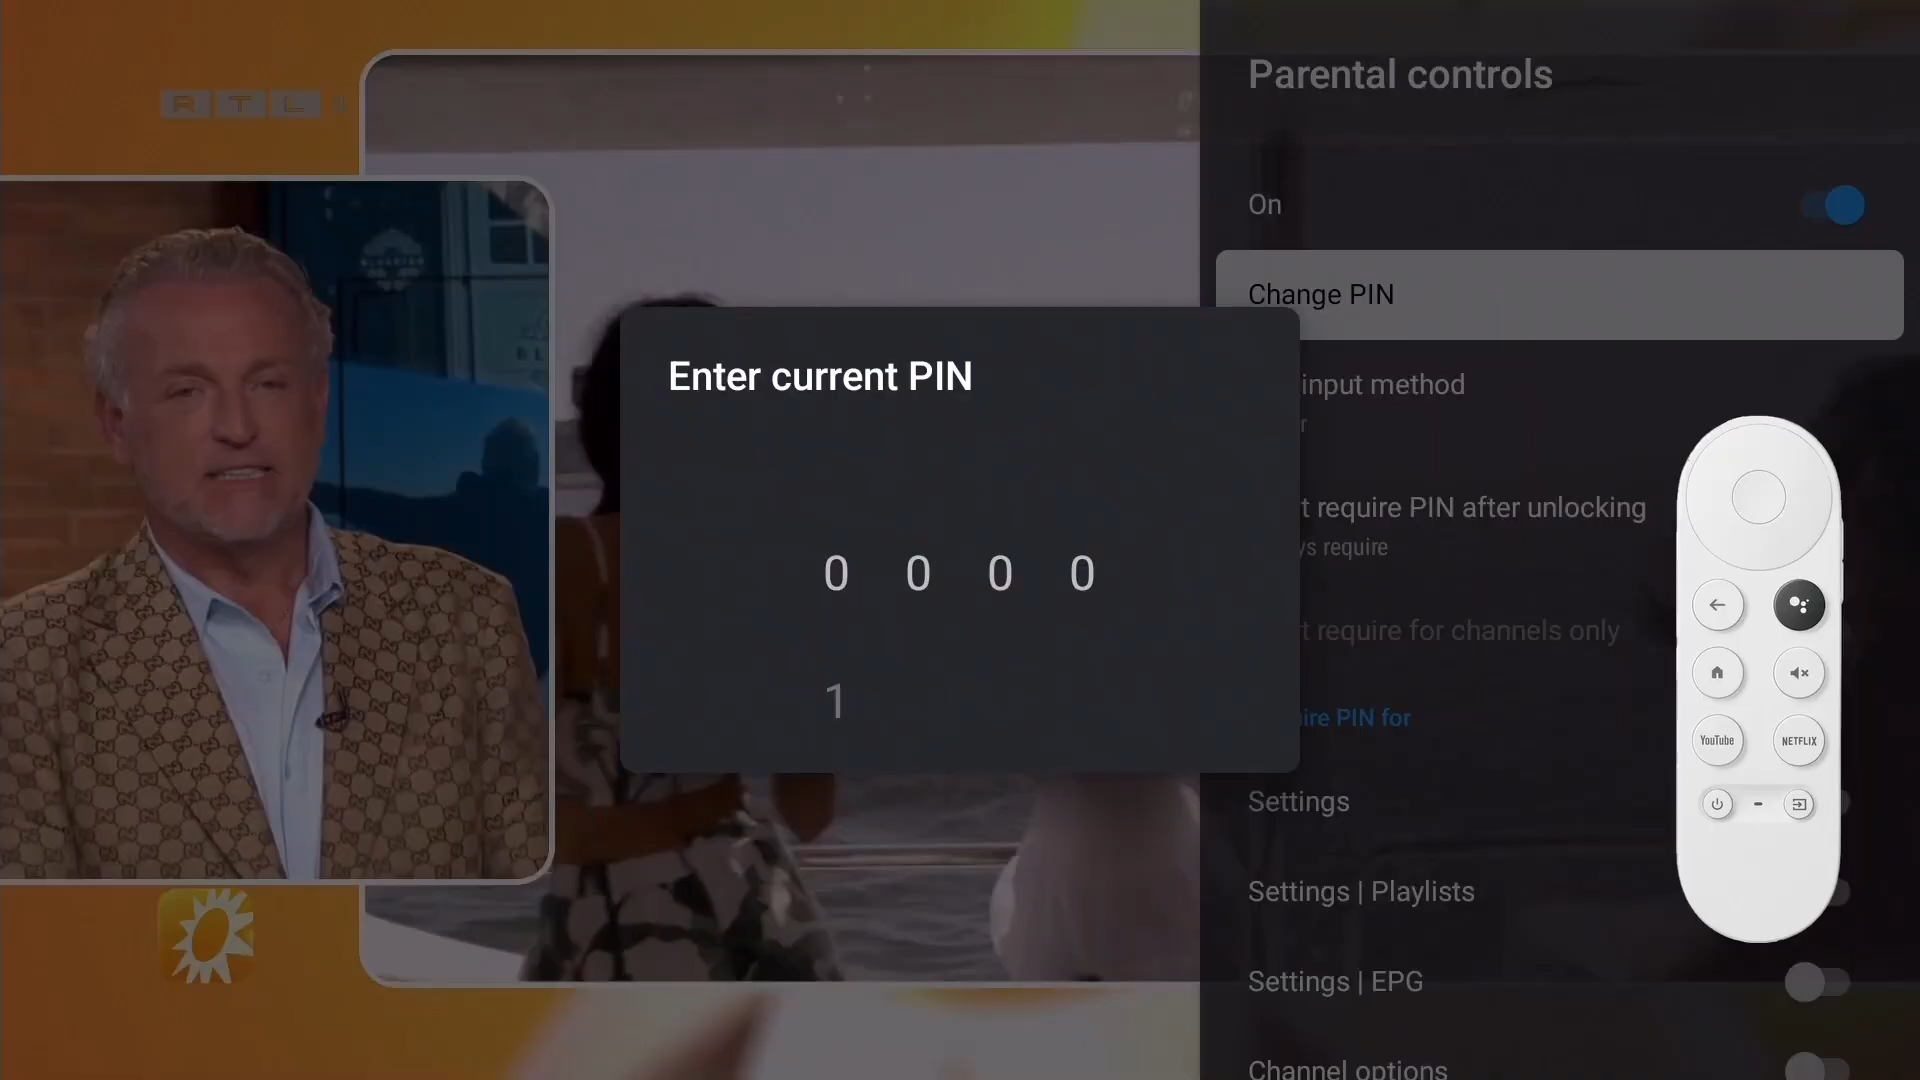 RTL
Parental controls
On
Change PIN
Enter current PIN
input method
r
0 0 0 0
t require PIN after unlocking
ys require
t require for channels only
1
ire PIN for
YouTube
NETFLIX
Settings
Settings | Playlists
Settings | EPG
Channel options